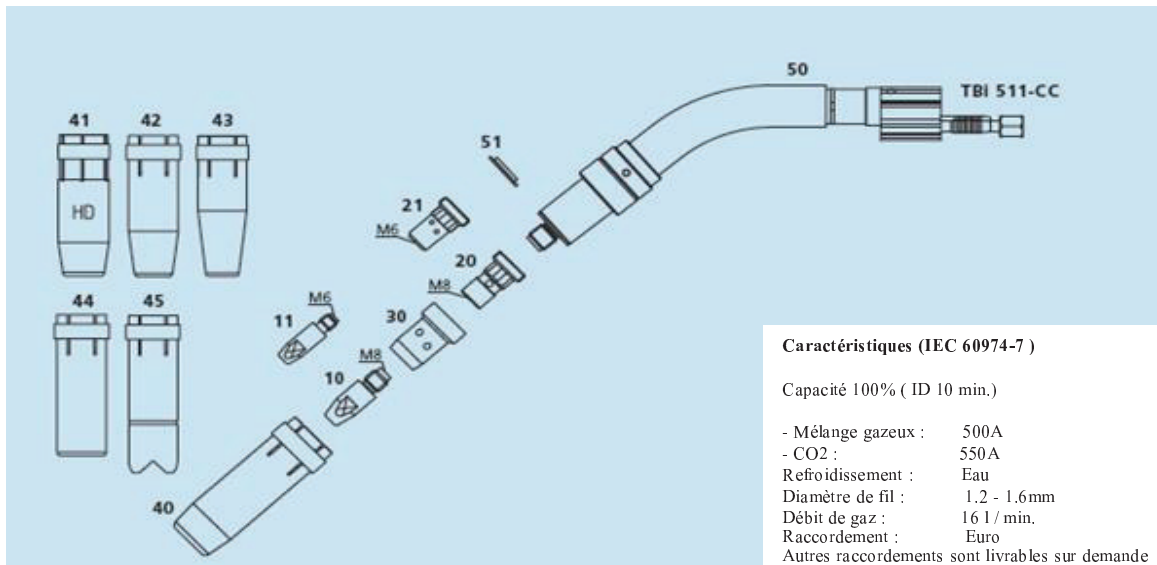 50
TBi 511-CC
41 42 43
51
HD
21
M6
20
M8
44 45
M6
11
30
M8
10
40
Caractéristiques (IEC 60974-7 )
Capacité 100% ( ID 10 min.)
- Mélange gazeux : 500A
- CO2 : 550A
Refroidissement : Eau
Diamètre de fil : 1.2 - 1.6mm
Débit de gaz : 16 l / min.
Raccordement : Euro
Autres raccordements sont livrables sur demande